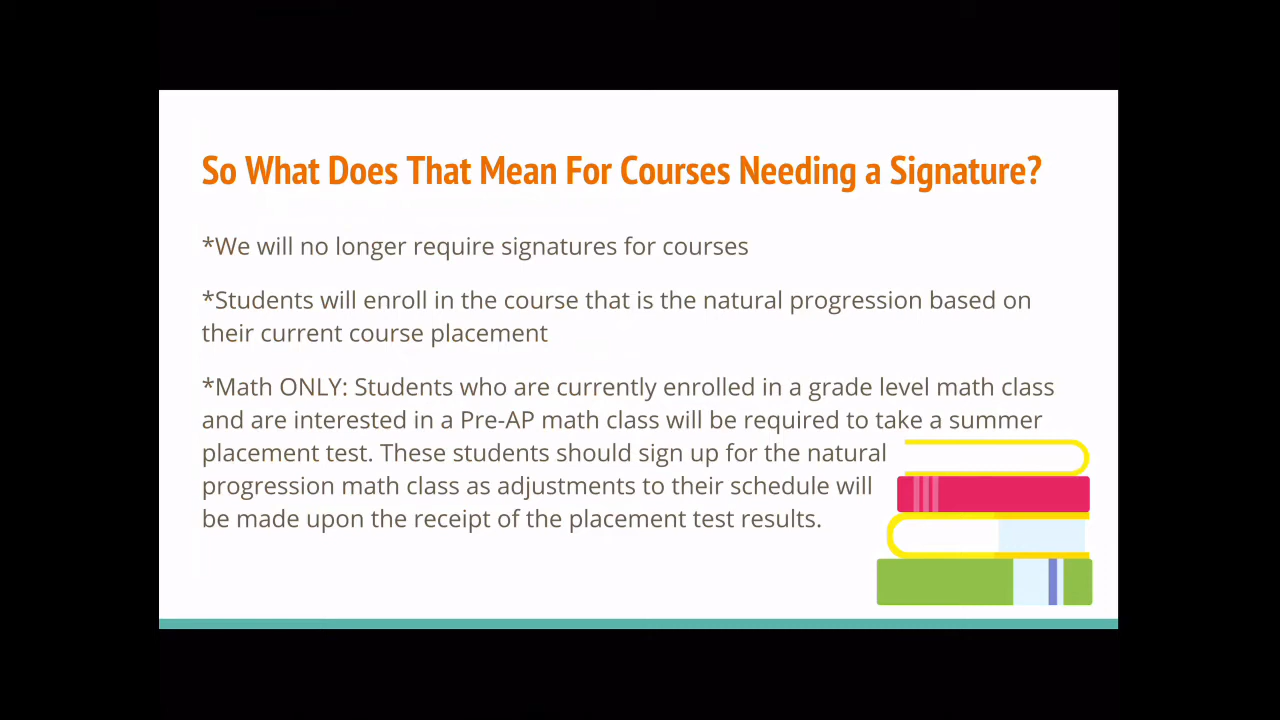 So What Does That Mean For Courses Needing a Signature?
*We will no longer require signatures for courses
*Students will enroll in the course that is the natural progression based on
their current course placement
*Math ONLY: Students who are currently enrolled in a grade level math class
and are interested in a Pre-AP math class will be required to take a summer
placement test. These students should sign up for the natural
progression math class as adjustments to their schedule will
be made upon the receipt of the placement test results.